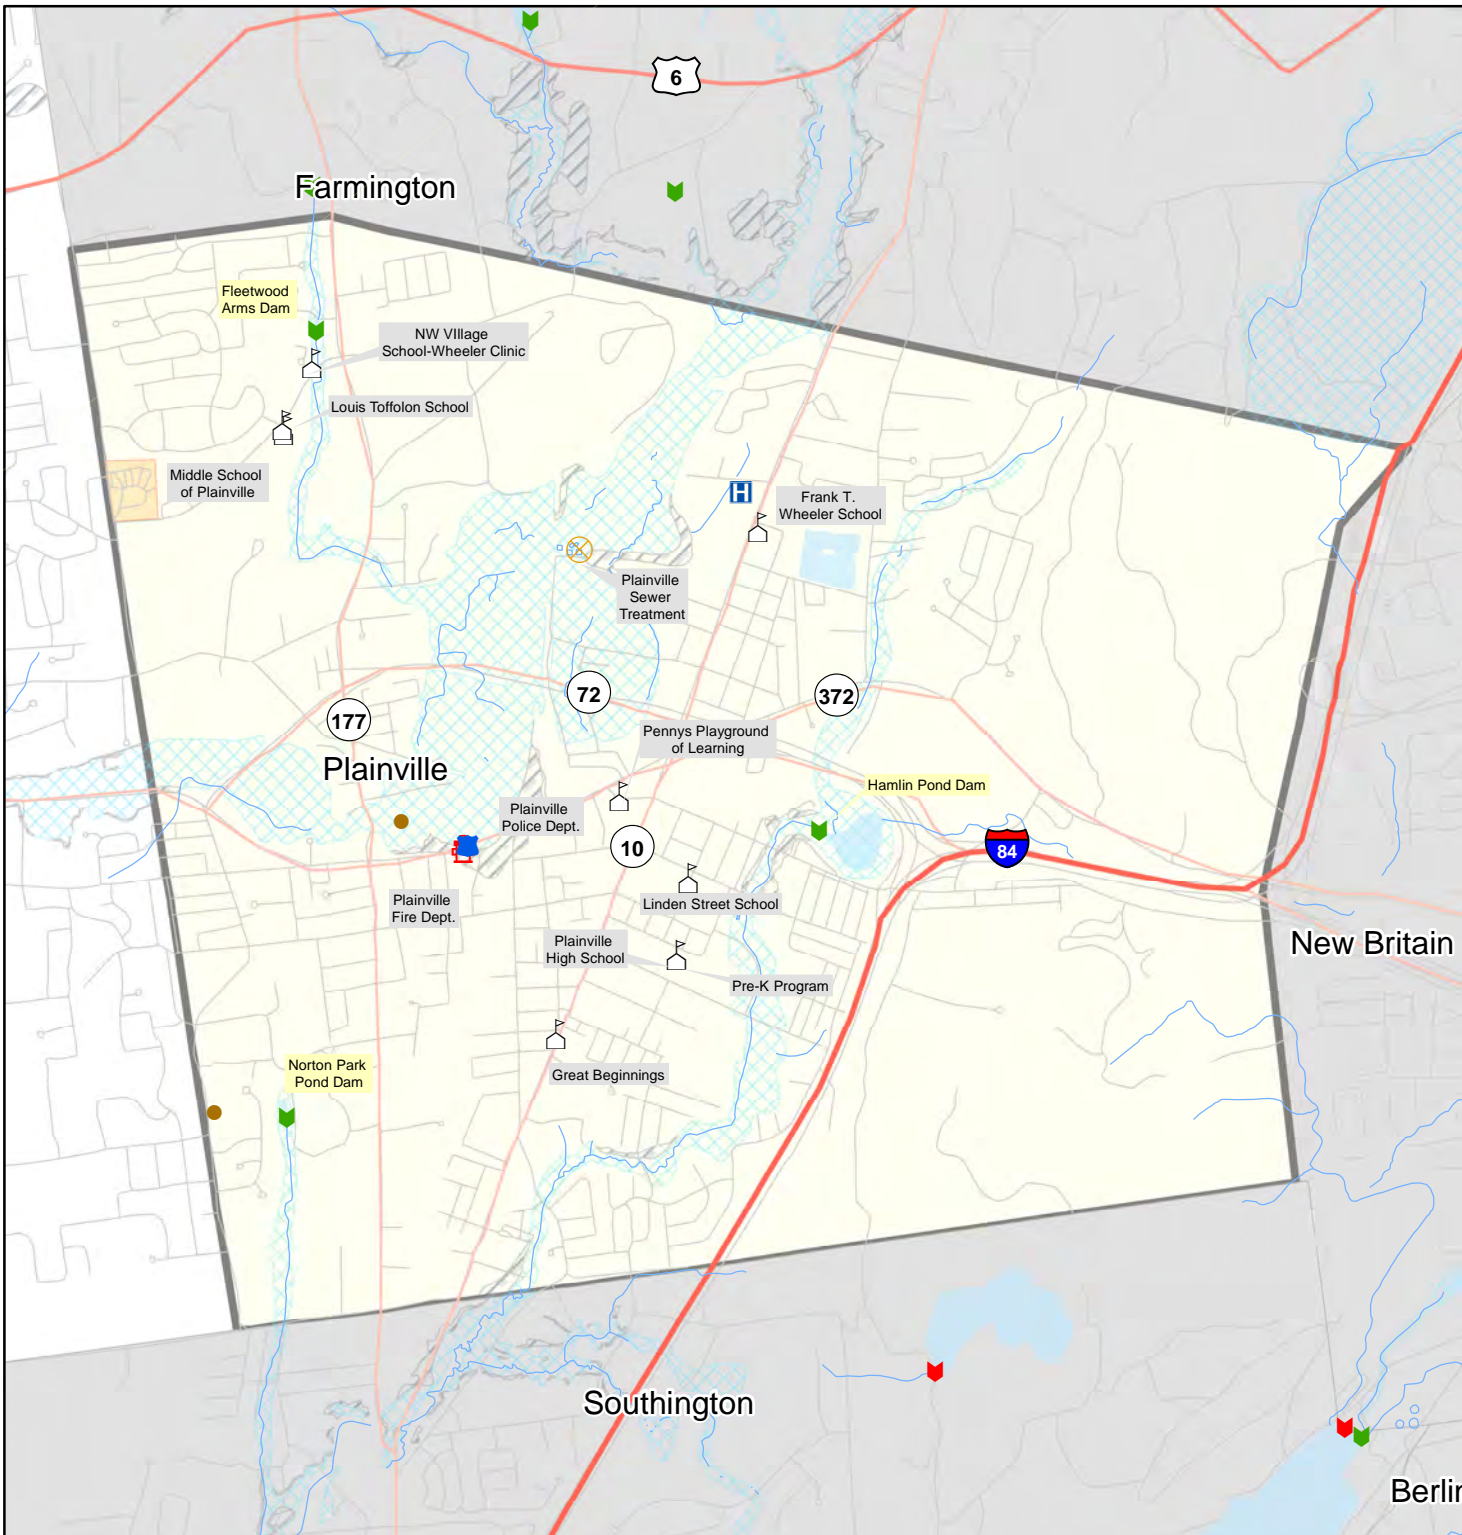 6
Farmington
Fleetwood
Arms Dam
NW VIllage
School-Wheeler Clinic
Louis Toffolon School
Middle School
of Plainville
H
Frank T.
Wheeler School
Plainville
Sewer
Treatment
72
372
177
Pennys Playground
of Learning
Plainville
Hamlin Pond Dam
Plainville
Police Dept.
10
84
Plainville
Fire Dept.
Linden Street School
New Britain
Plainville
High School
Pre-K Program
Great Beginnings
Norton Park
Pond Dam
Southington
Berlin